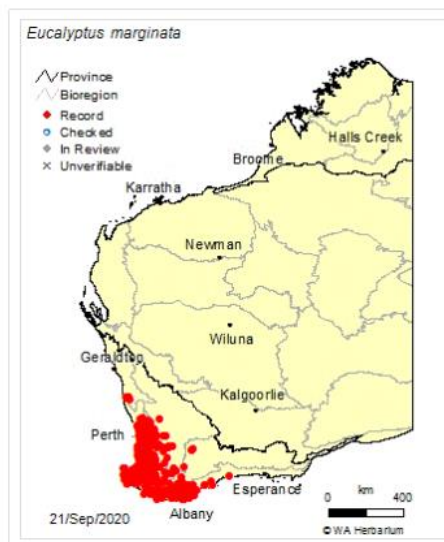 Eucalyptus marginata
Province
Bioregion
Record
Checked
In Review
Unverifiable
Halls Creek
Broome
Karratha
Newman
Wiluna
Geraldton
Kalgoorlie
Perth
Esperance
Albany
km
0 400
21/Sep/2020
© WA Herbarium